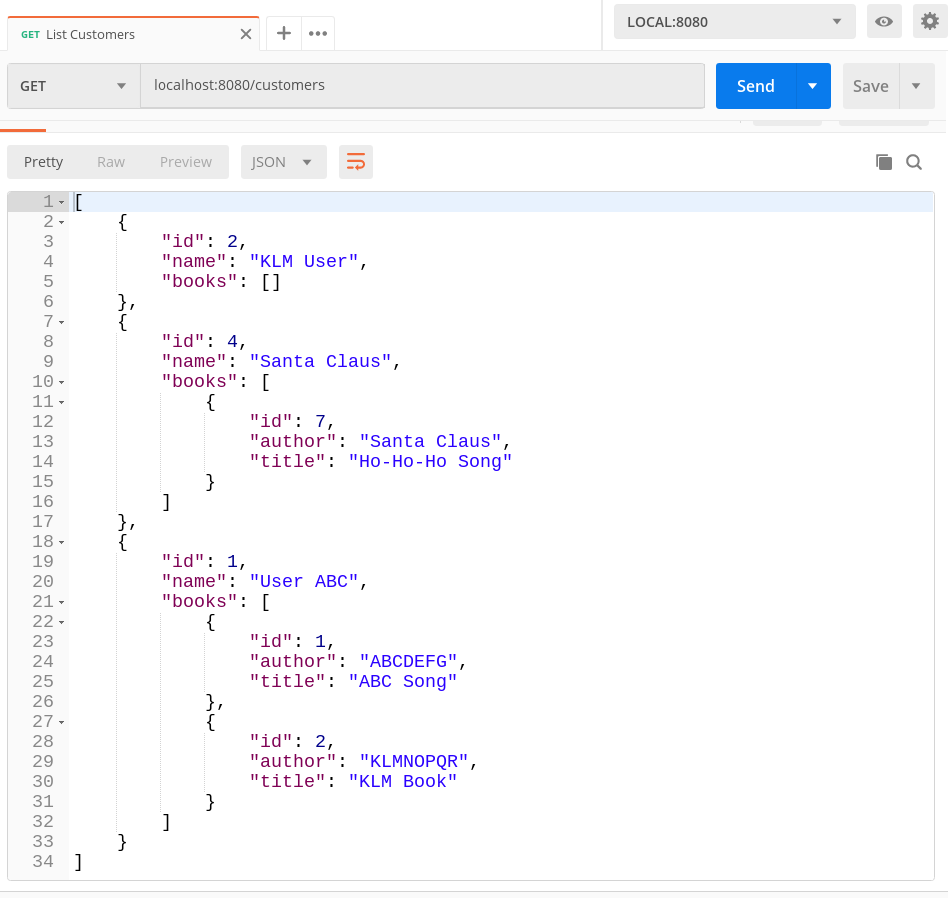 GET List Customers
LOCAL:8080
GET localhost:8080/customers Send Save
Pretty Raw Preview JSON
1 [
2     {
3         "id": 2,
4         "name": "KLM User",
5         "books": []
6     },
7     {
8         "id": 4,
9         "name": "Santa Claus",
10         "books": [
11             {
12                 "id": 7,
13                 "author": "Santa Claus",
14                 "title": "Ho-Ho-Ho Song"
15             }
16         ]
17     },
18     {
19         "id": 1,
20         "name": "User ABC",
21         "books": [
22             {
23                 "id": 1,
24                 "author": "ABCDEFG",
25                 "title": "ABC Song"
26             },
27             {
28                 "id": 2,
29                 "author": "KLMNOPQR",
30                 "title": "KLM Book"
31             }
32         ]
33     }
34 ]